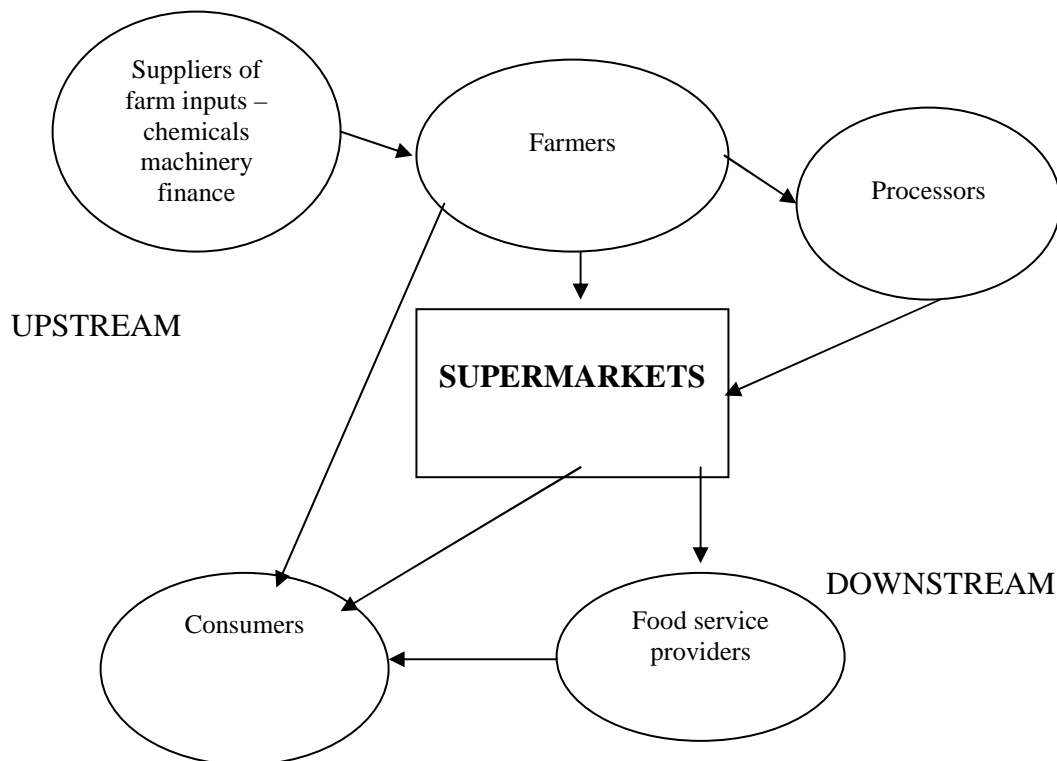 Suppliers of
farm inputs –
chemicals
machinery
finance
Farmers
Processors
UPSTREAM
SUPERMARKETS
DOWNSTREAM
Consumers
Food service
providers